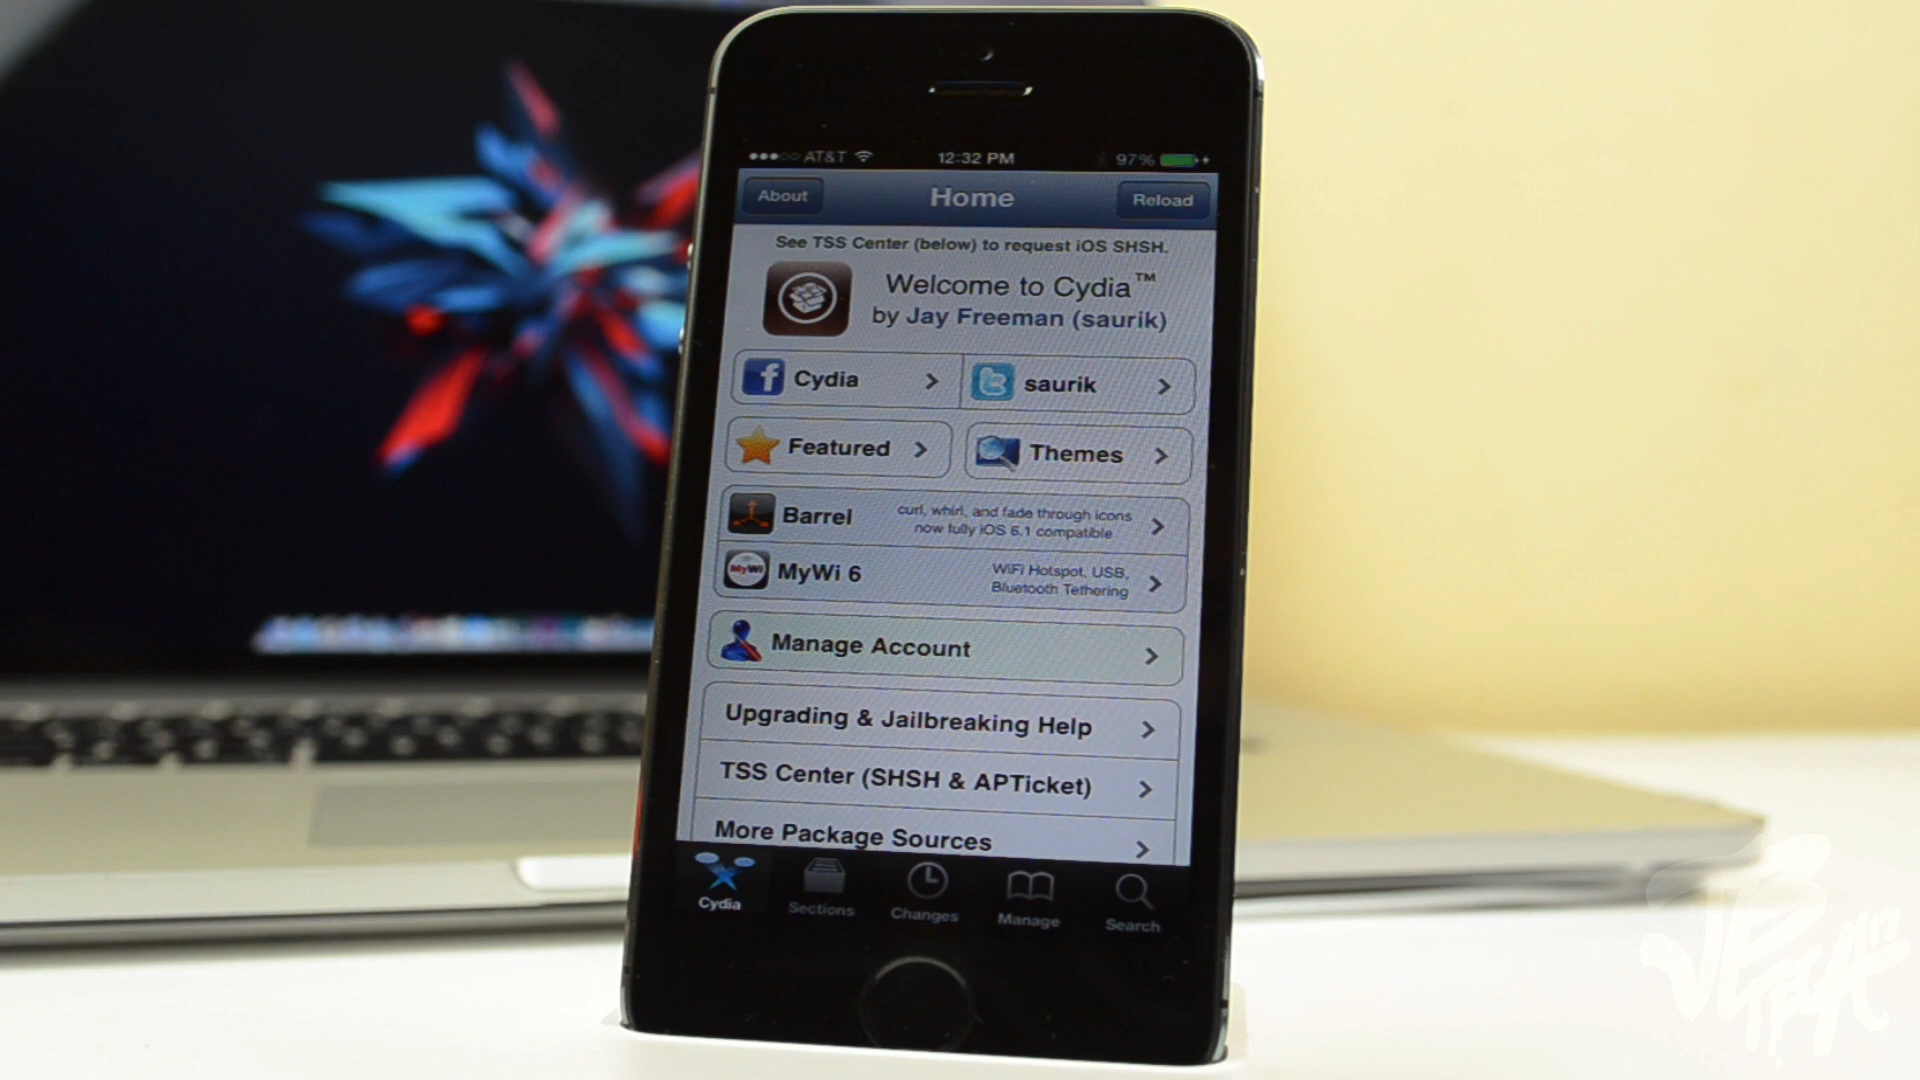 AT&T 12:32 PM 97%
About Home Reload
See TSS Center (below) to request iOS SHSH.
Welcome to Cydia™
by Jay Freeman (saurik)
f Cydia saurik
Featured Themes
Barrel
curl, whirl, and fade through icons
now fully iOS 6.1 compatible
MyWi MyWi 6
WiFi Hotspot, USB,
Bluetooth Tethering
Manage Account
Upgrading & Jailbreaking Help
TSS Center (SHSH & APTicket)
More Package Sources
Cydia Sections Changes Manage Search